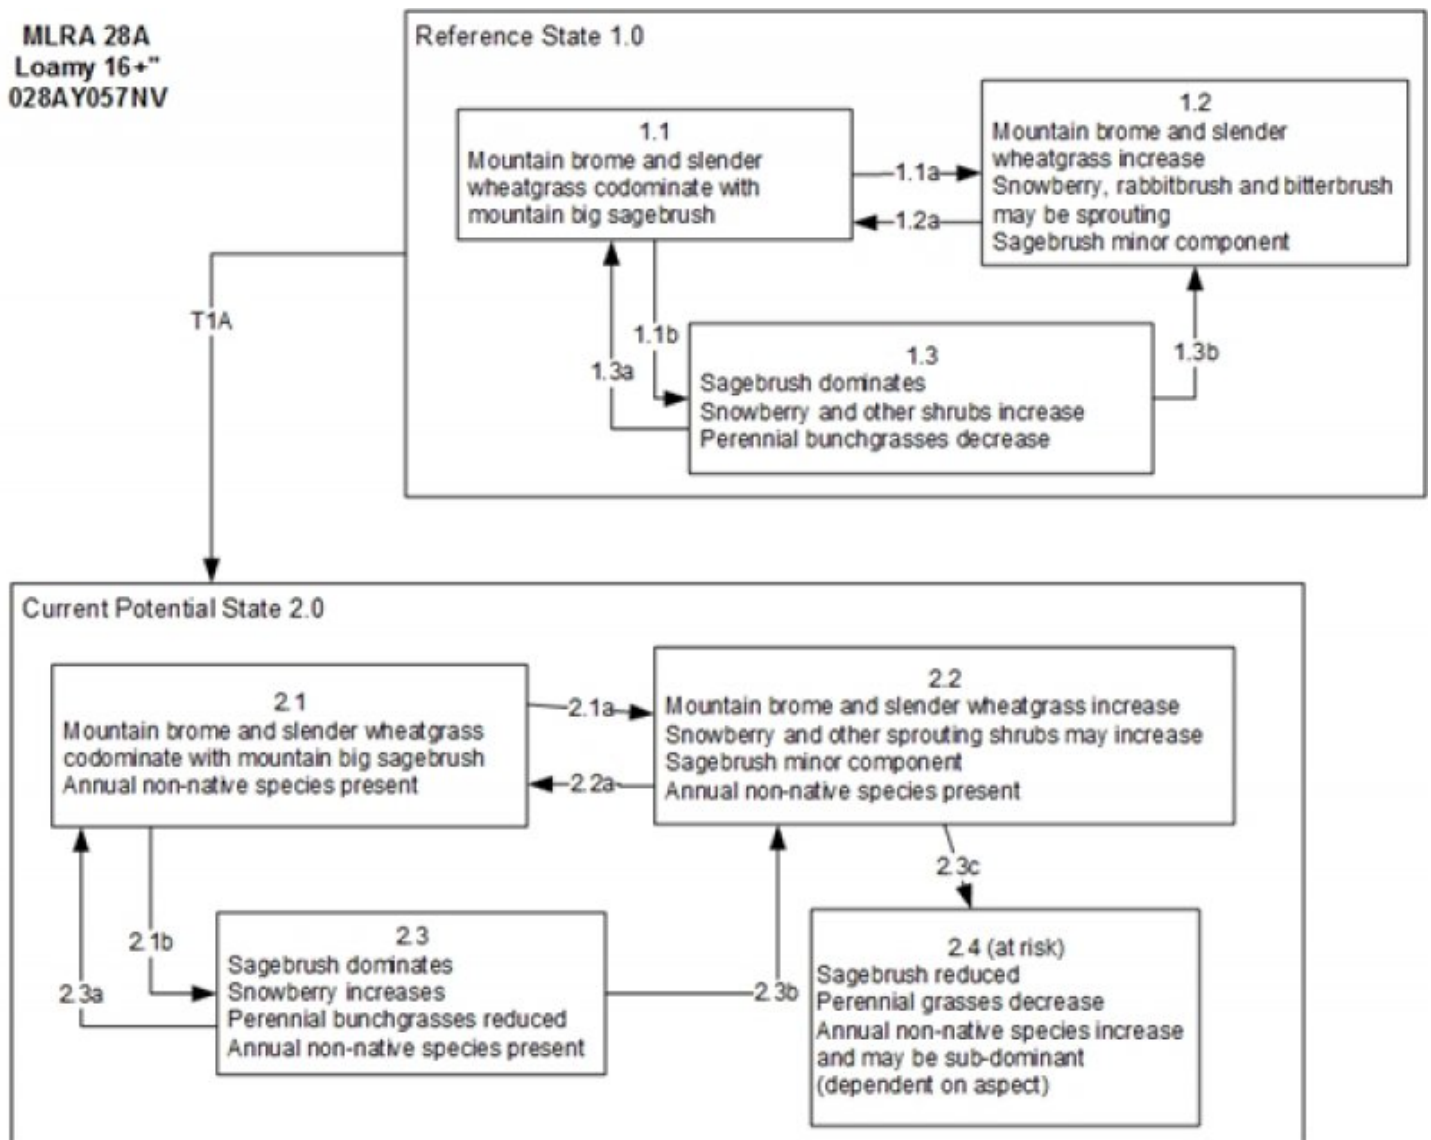 MLRA 28A
Loamy 16+"
028AY057NV
Reference State 1.0
1.1
Mountain brome and slender
wheatgrass codominate with
mountain big sagebrush
1.1a
1.2a
1.2
Mountain brome and slender
wheatgrass increase
Snowberry, rabbitbrush and bitterbrush
may be sprouting
Sagebrush minor component
T1A
1.1b
1.3a
1.3
Sagebrush dominates
Snowberry and other shrubs increase
Perennial bunchgrasses decrease
1.3b
Current Potential State 2.0
2.1
Mountain brome and slender wheatgrass
codominate with mountain big sagebrush
Annual non-native species present
2.1a
2.2a
2.2
Mountain brome and slender wheatgrass increase
Snowberry and other sprouting shrubs may increase
Sagebrush minor component
Annual non-native species present
2.1b
2.3a
2.3
Sagebrush dominates
Snowberry increases
Perennial bunchgrasses reduced
Annual non-native species present
2.3b
2.3c
2.4 (at risk)
Sagebrush reduced
Perennial grasses decrease
Annual non-native species increase
and may be sub-dominant
(dependent on aspect)